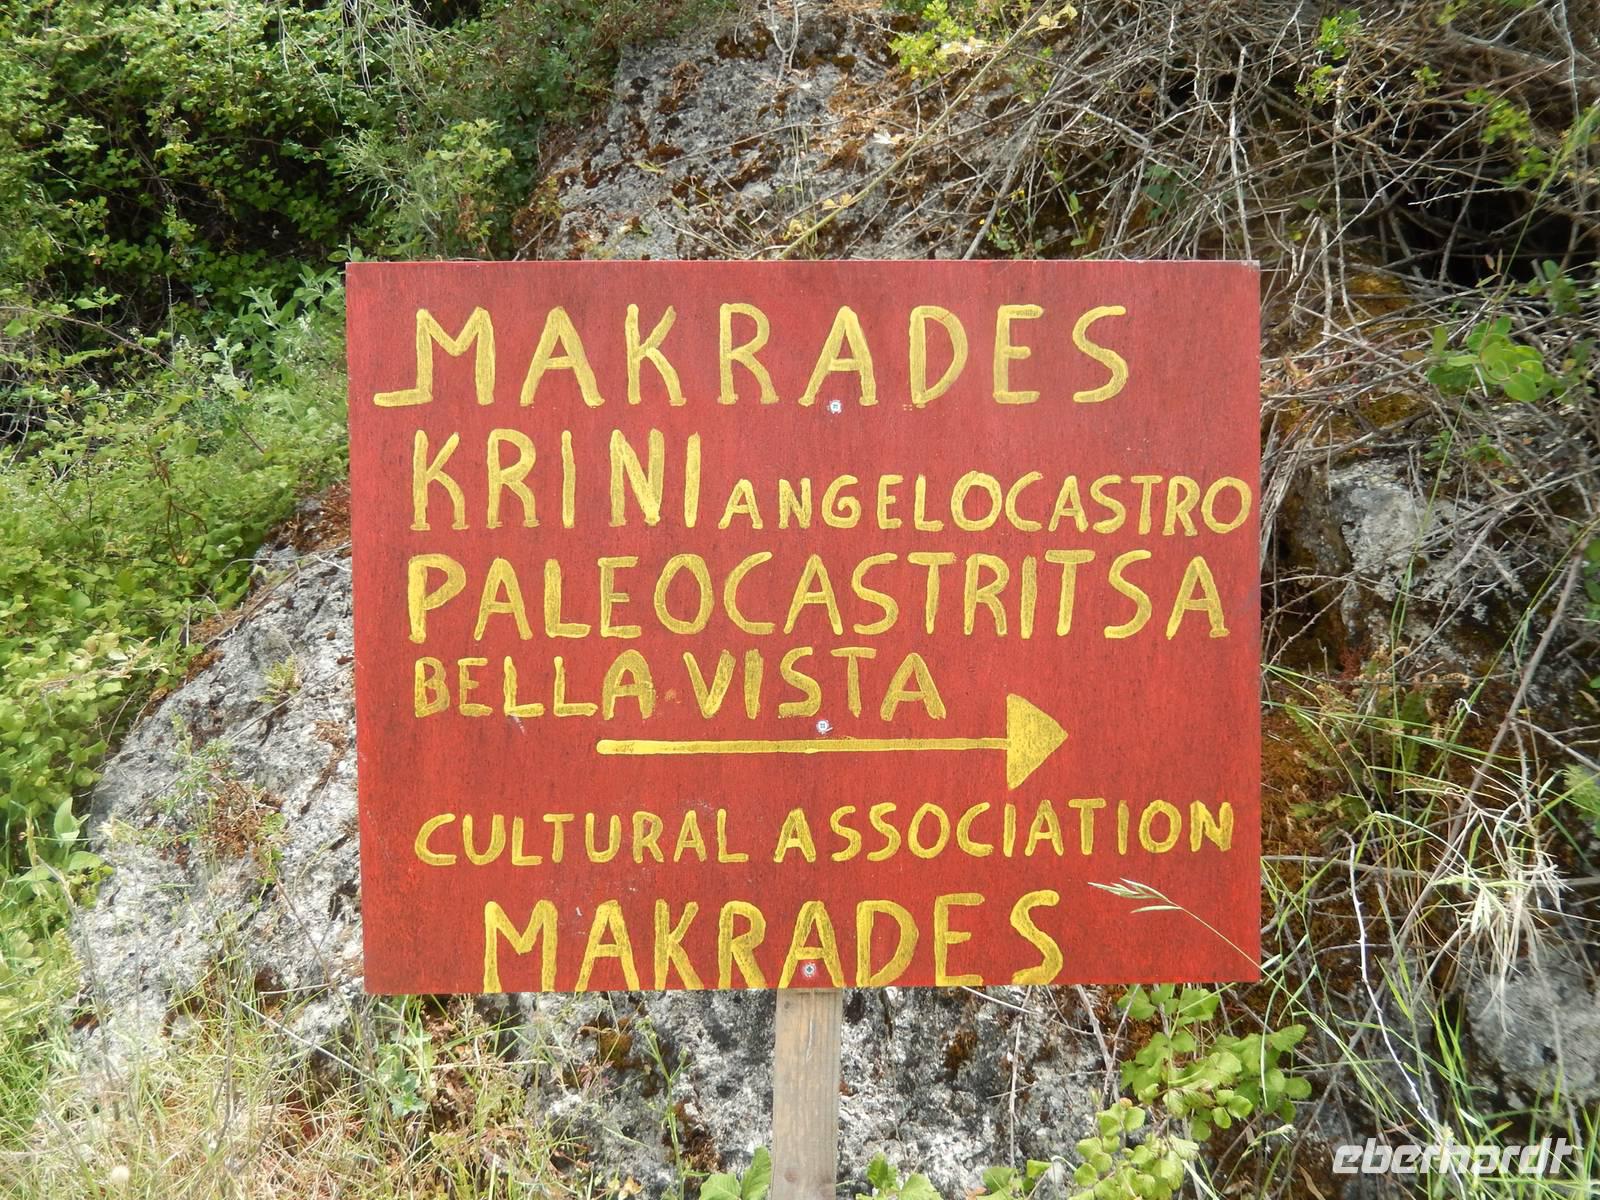 MAKRADES
KRINI ANGELOCASTRO
PALEOCASTRITSA
BELLA VISTA
CULTURAL ASSOCIATION
MAKRADES
eberhardt